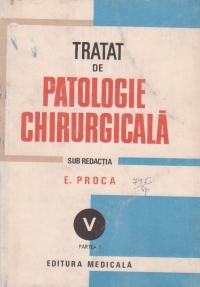 TRATAT
DE
PATOLOGIE
CHIRURGICALĂ
SUB REDACȚIA
E. PROCA
V
PARTEA I
EDITURA MEDICALĂ